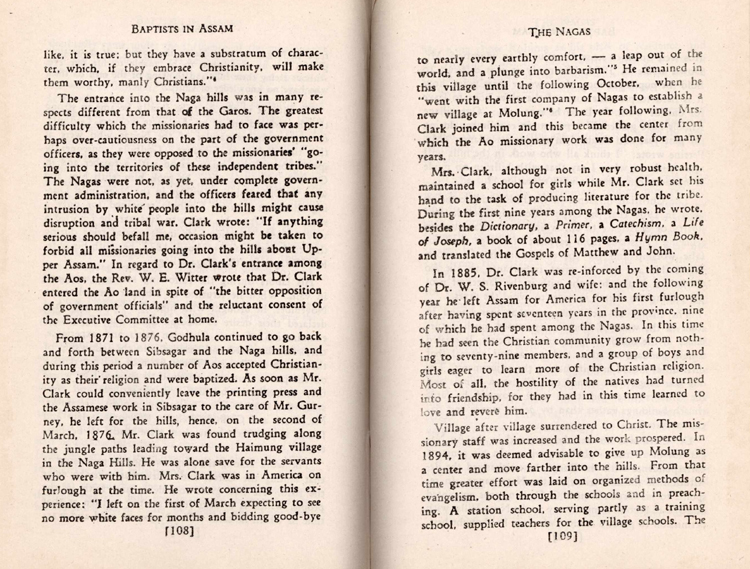 BAPTISTS IN ASSAM
like, it is true; but they have a substratum of charac-
ter, which, if they embrace Christianity, will make
them worthy, manly Christians."⁴
The entrance into the Naga hills was in many re-
spects different from that of the Garos. The greatest
difficulty which the missionaries had to face was per-
haps over-cautiousness on the part of the government
officers, as they were opposed to the missionaries' "go-
ing into the territories of these independent tribes."
The Nagas were not, as yet, under complete govern-
ment administration, and the officers feared that any
intrusion by white people into the hills might cause
disruption and tribal war. Clark wrote: "If anything
serious should befall me, occasion might be taken to
forbid all missionaries going into the hills about Up-
per Assam." In regard to Dr. Clark's entrance among
the Aos, the Rev. W. E. Witter wrote that Dr. Clark
entered the Ao land in spite of "the bitter opposition
of government officials" and the reluctant consent of
the Executive Committee at home.
From 1871 to 1876, Godhula continued to go back
and forth between Sibsagar and the Naga hills, and
during this period a number of Aos accepted Christian-
ity as their religion and were baptized. As soon as Mr.
Clark could conveniently leave the printing press and
the Assamese work in Sibsagar to the care of Mr. Gur-
ney, he left for the hills, hence, on the second of
March, 1876, Mr. Clark was found trudging along
the jungle paths leading toward the Haimung village
in the Naga Hills. He was alone save for the servants
who were with him. Mrs. Clark was in America on
furlough at the time. He wrote concerning this ex-
perience: "I left on the first of March expecting to see
no more white faces for months and bidding good-bye
[108]
THE NAGAS
to nearly every earthly comfort, — a leap out of the
world, and a plunge into barbarism."⁵ He remained in
this village until the following October, when he
"went with the first company of Nagas to establish a
new village at Molung."⁶ The year following, Mrs.
Clark joined him and this became the center from
which the Ao missionary work was done for many
years.
Mrs. Clark, although not in very robust health,
maintained a school for girls while Mr. Clark set his
hand to the task of producing literature for the tribe.
During the first nine years among the Nagas, he wrote,
besides the Dictionary, a Primer, a Catechism, a Life
of Joseph, a book of about 116 pages, a Hymn Book,
and translated the Gospels of Matthew and John.
In 1885, Dr. Clark was re-inforced by the coming
of Dr. W. S. Rivenburg and wife; and the following
year he left Assam for America for his first furlough
after having spent seventeen years in the province, nine
of which he had spent among the Nagas. In this time
he had seen the Christian community grow from noth-
ing to seventy-nine members, and a group of boys and
girls eager to learn more of the Christian religion.
Most of all, the hostility of the natives had turned
into friendship, for they had in this time learned to
love and revere him.
Village after village surrendered to Christ. The mis-
sionary staff was increased and the work prospered. In
1894, it was deemed advisable to give up Molung as
a center and move farther into the hills. From that
time greater effort was laid on organized methods of
evangelism, both through the schools and in preach-
ing. A station school, serving partly as a training
school, supplied teachers for the village schools. The
[109]